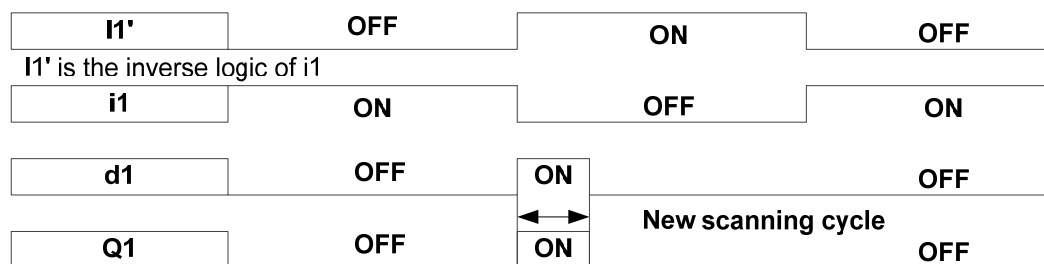 I1' OFF ON OFF
I1' is the inverse logic of i1
i1 ON OFF ON
d1 OFF ON OFF
New scanning cycle
Q1 OFF ON OFF